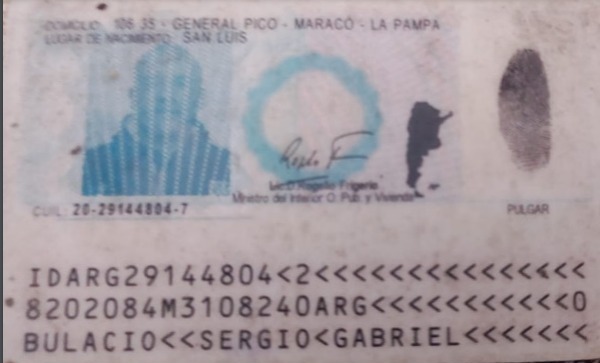 DOMICILIO: 106 35 - GENERAL PICO - MARACÓ - LA PAMPA
LUGAR DE NACIMIENTO: SAN LUIS
Lic. Rogelio Frigerio
Ministro del Interior O. Pub. y Vivienda
CUIL: 20-29144804-7
PULGAR
IDARG29144804<2<<<<<<<<<<<<<<<
8202084M3108240ARG<<<<<<<<<<<0
BULACIO<<SERGIO<GABRIEL<<<<<<<